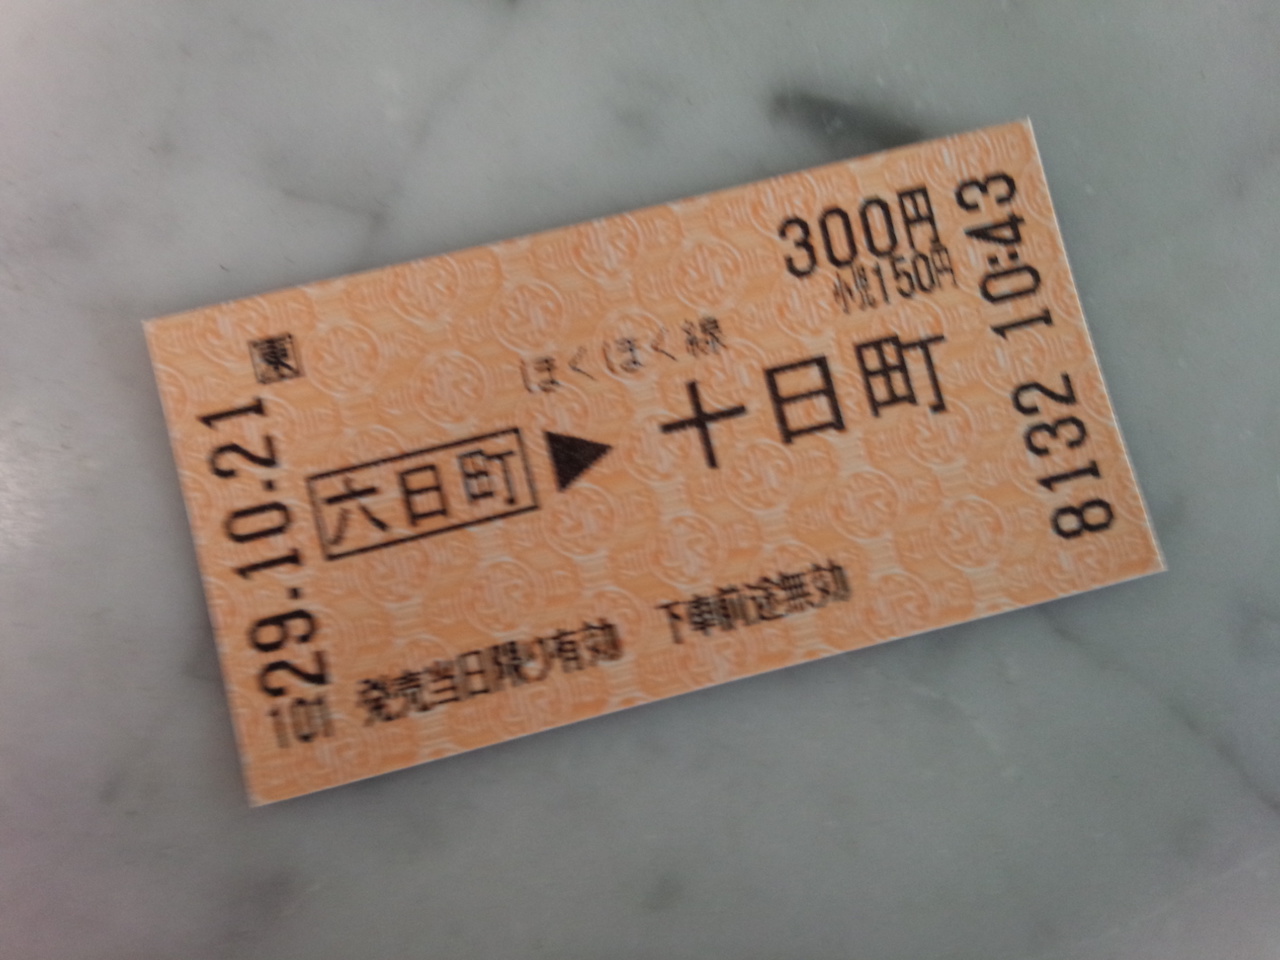 300円
小児150円
ほくほく線
六日町▶十日町
発売当日限り有効 下車前途無効
29.10.21 東
8132 10:43